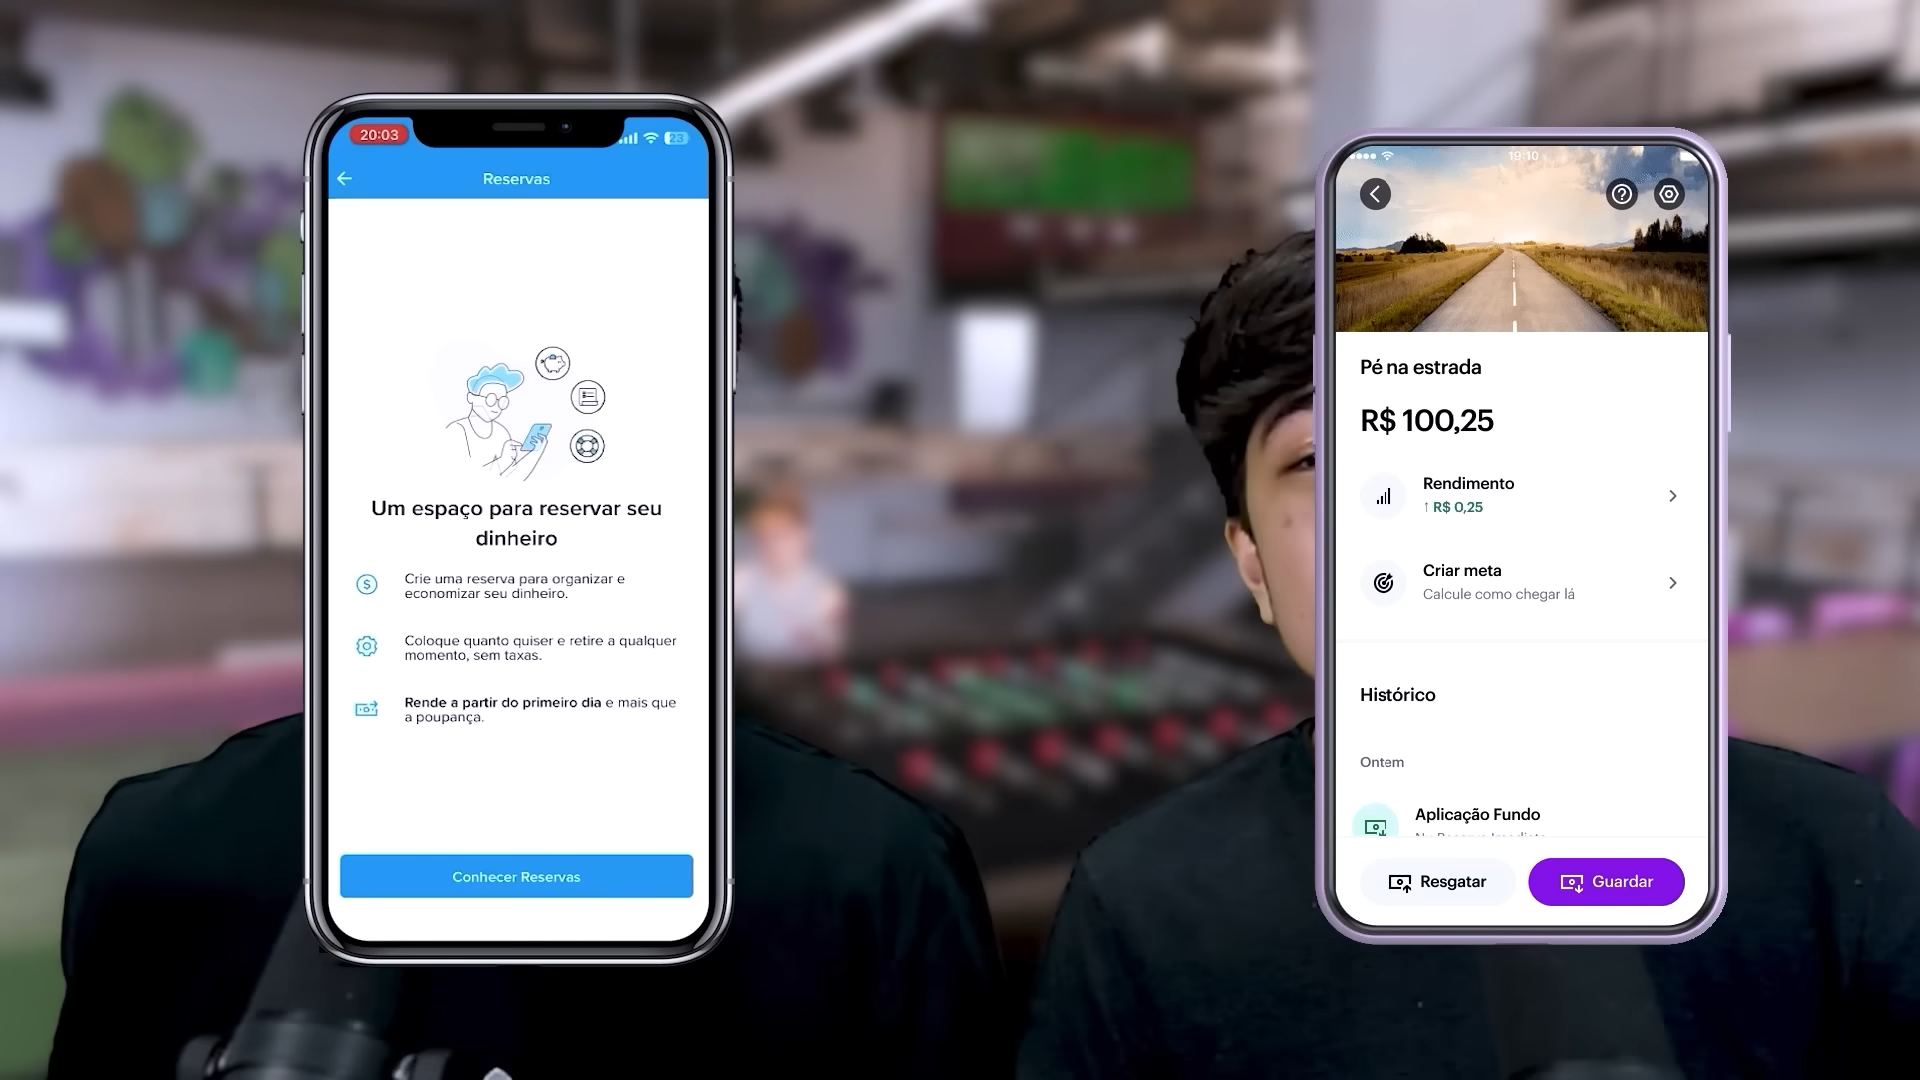 20:03
23
Reservas
Um espaço para reservar seu
dinheiro
$
Crie uma reserva para organizar e
economizar seu dinheiro.
Coloque quanto quiser e retire a qualquer
momento, sem taxas.
Rende a partir do primeiro dia e mais que
a poupança.
Conhecer Reservas
19:10
?
Pé na estrada
R$ 100,25
Rendimento
↑ R$ 0,25
Criar meta
Calcule como chegar lá
Histórico
Ontem
Aplicação Fundo
Resgatar
Guardar